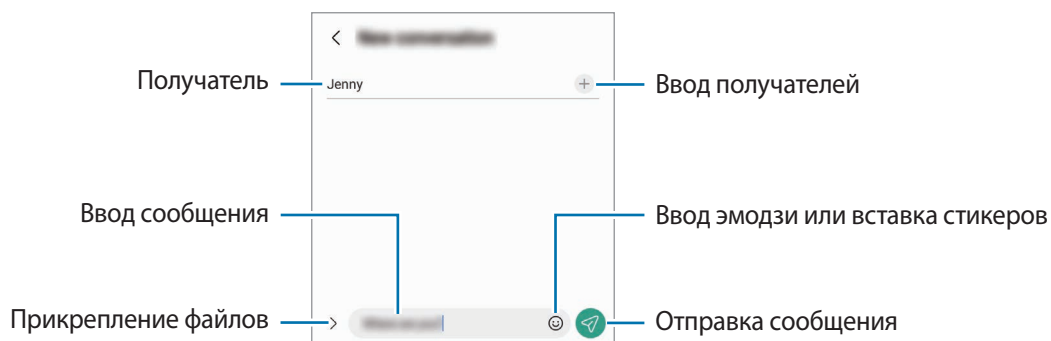 Получатель
Jenny
Ввод получателей
Ввод сообщения
Ввод эмодзи или вставка стикеров
Прикрепление файлов
Отправка сообщения